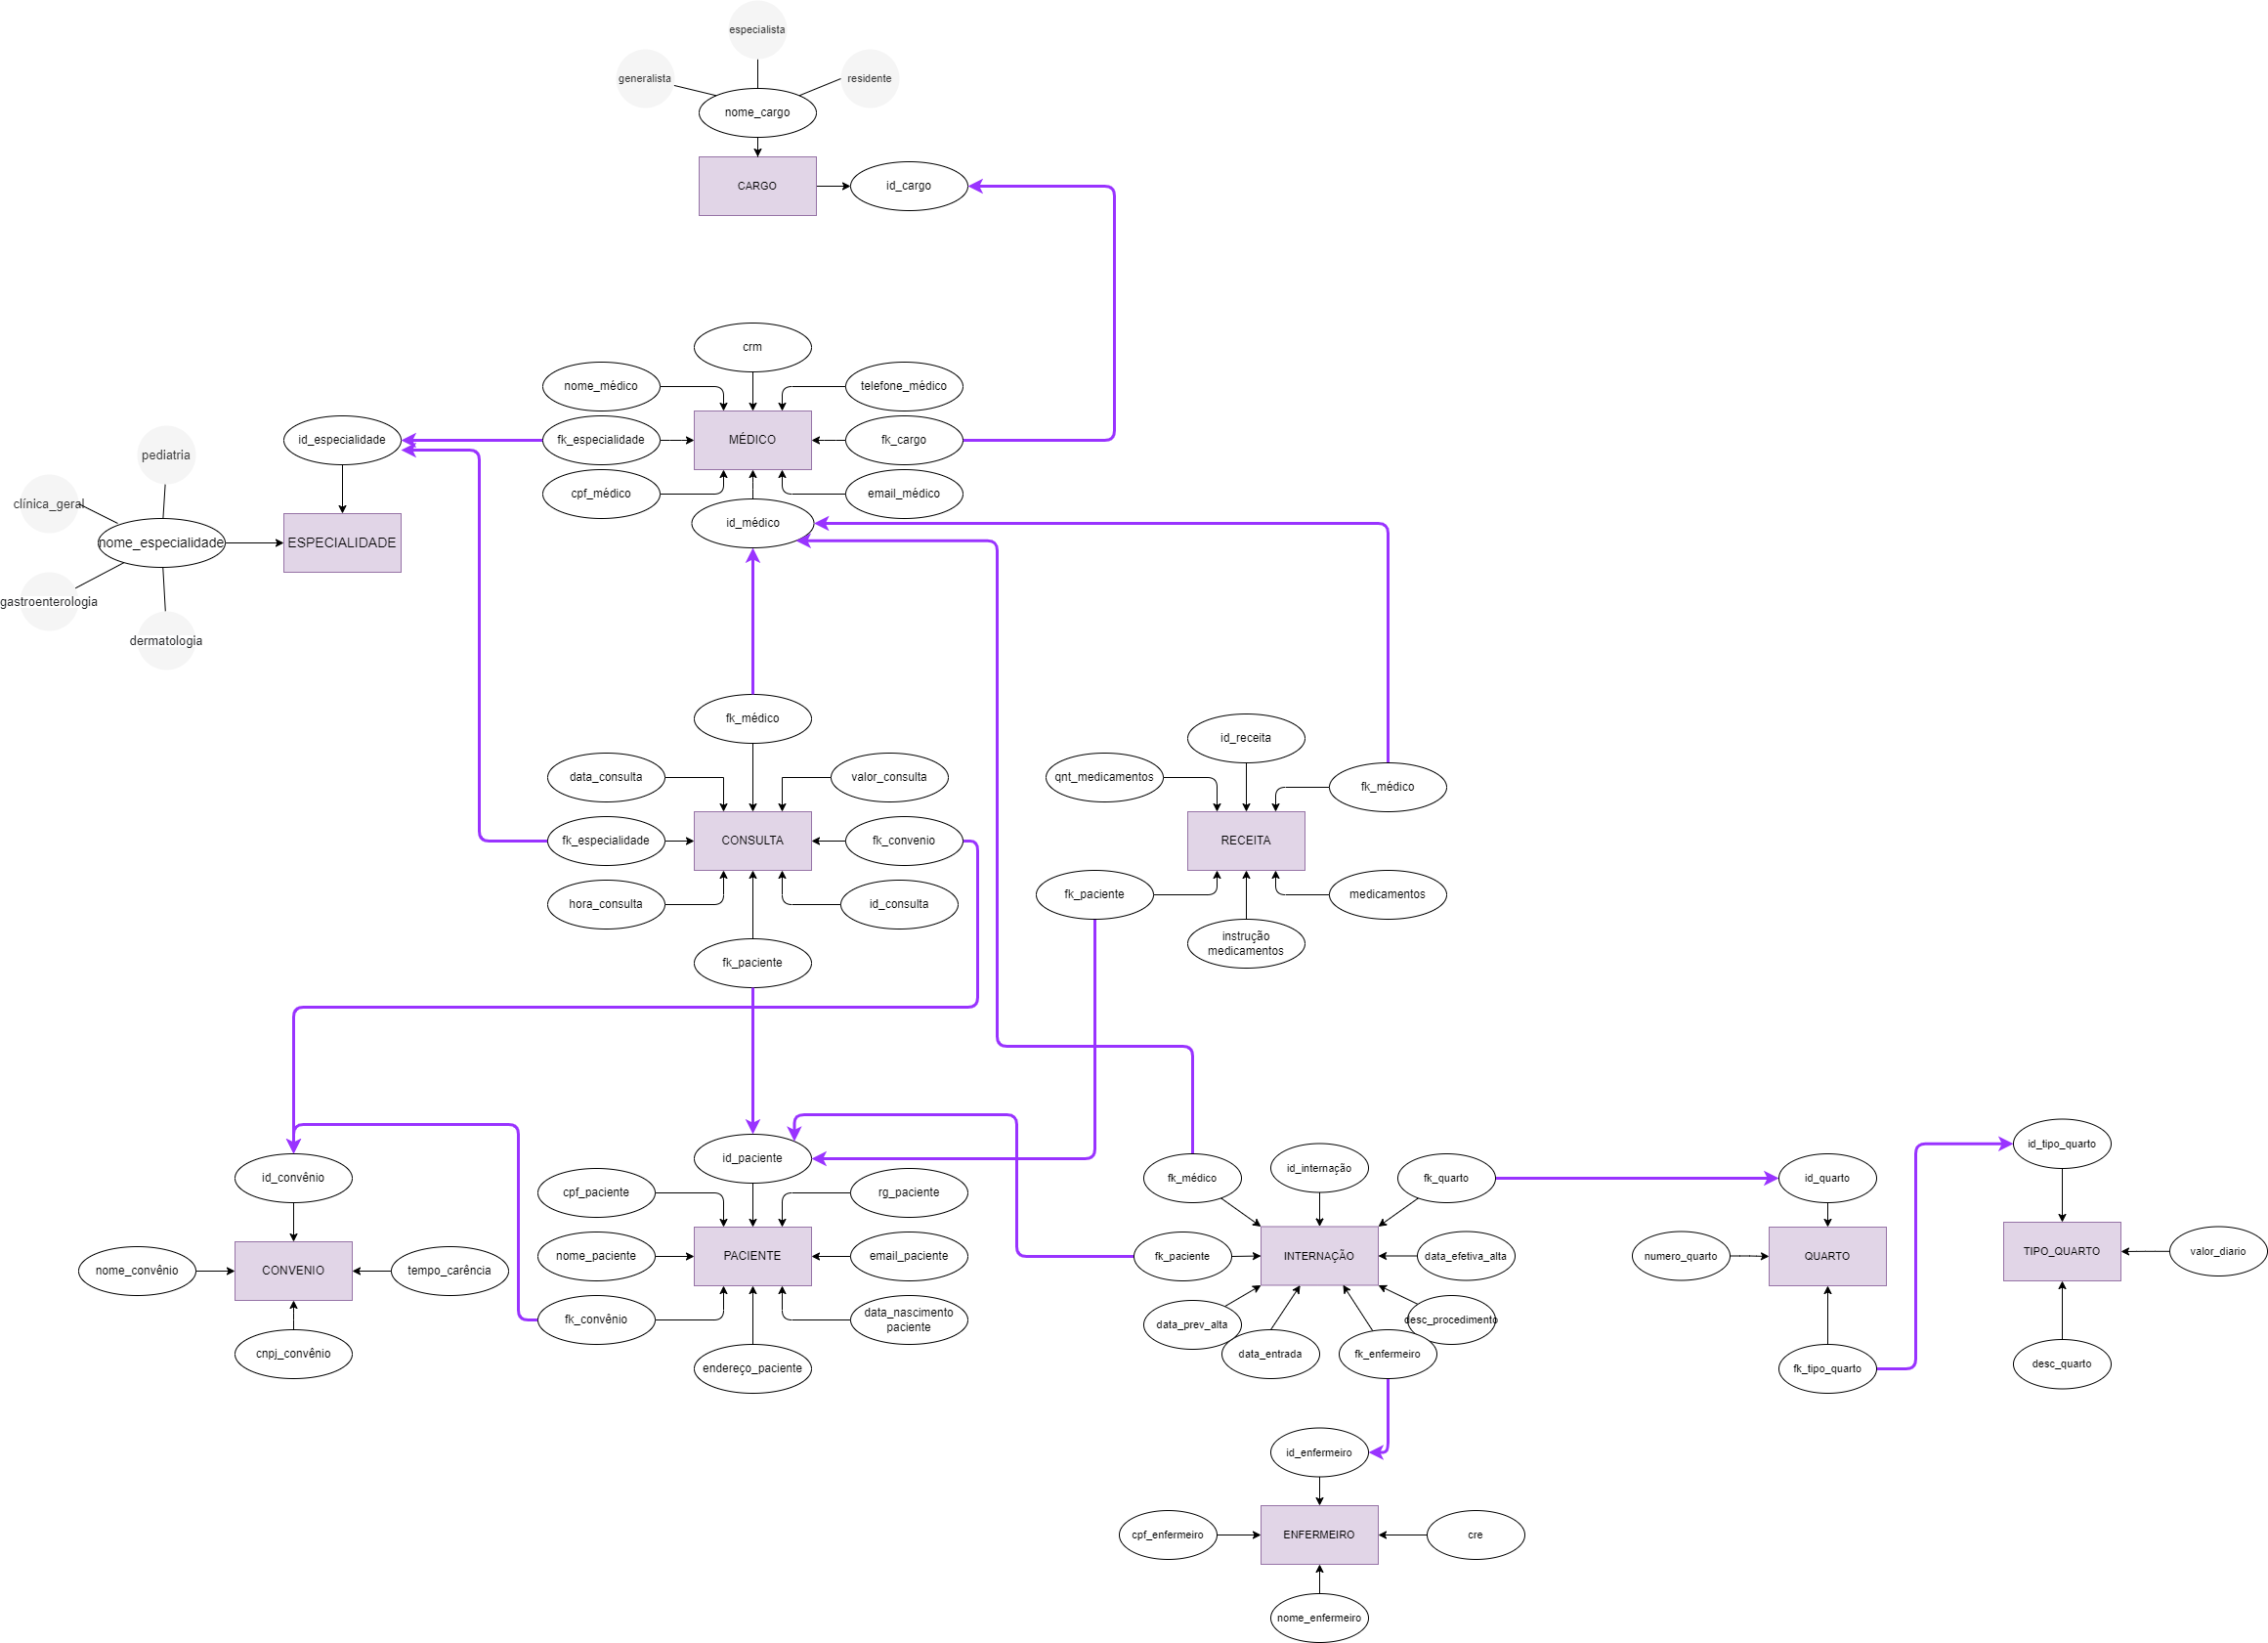 especialista
generalista
residente
nome_cargo
CARGO
id_cargo
crm
nome_médico
telefone_médico
id_especialidade
fk_especialidade
MÉDICO
fk_cargo
pediatria
cpf_médico
email_médico
clínica_geral
id_médico
nome_especialidade
ESPECIALIDADE
gastroenterologia
dermatologia
fk_médico
id_receita
data_consulta
valor_consulta
qnt_medicamentos
fk_médico
fk_especialidade
CONSULTA
fk_convenio
RECEITA
hora_consulta
id_consulta
fk_paciente
medicamentos
instrução
medicamentos
fk_paciente
id_tipo_quarto
id_paciente
id_internação
id_convênio
fk_médico
fk_quarto
id_quarto
cpf_paciente
rg_paciente
nome_paciente
PACIENTE
email_paciente
fk_paciente
INTERNAÇÃO
data_efetiva_alta
numero_quarto
QUARTO
TIPO_QUARTO
valor_diario
nome_convênio
CONVENIO
tempo_carência
fk_convênio
data_nascimento
paciente
data_prev_alta
desc_procedimento
cnpj_convênio
endereço_paciente
data_entrada
fk_enfermeiro
fk_tipo_quarto
desc_quarto
id_enfermeiro
cpf_enfermeiro
ENFERMEIRO
cre
nome_enfermeiro